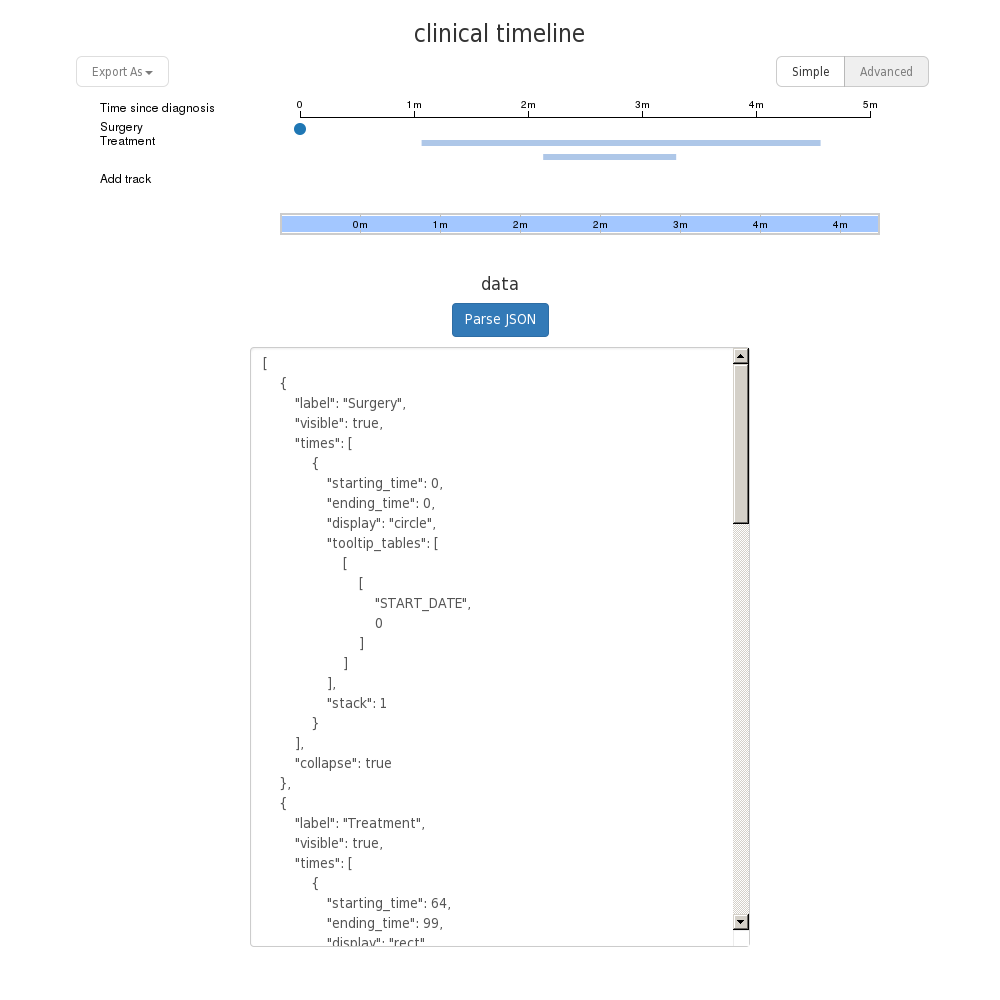 clinical timeline
Export As
Simple Advanced
Time since diagnosis 0 1m 2m 3m 4m 5m
Surgery
Treatment
Add track
0m 1m 2m 2m 3m 4m 4m
data
Parse JSON
[
{
"label": "Surgery",
"visible": true,
"times": [
{
"starting_time": 0,
"ending_time": 0,
"display": "circle",
"tooltip_tables": [
[
[
"START_DATE",
0
]
]
],
"stack": 1
}
],
"collapse": true
},
{
"label": "Treatment",
"visible": true,
"times": [
{
"starting_time": 64,
"ending_time": 99,
"display": "rect",